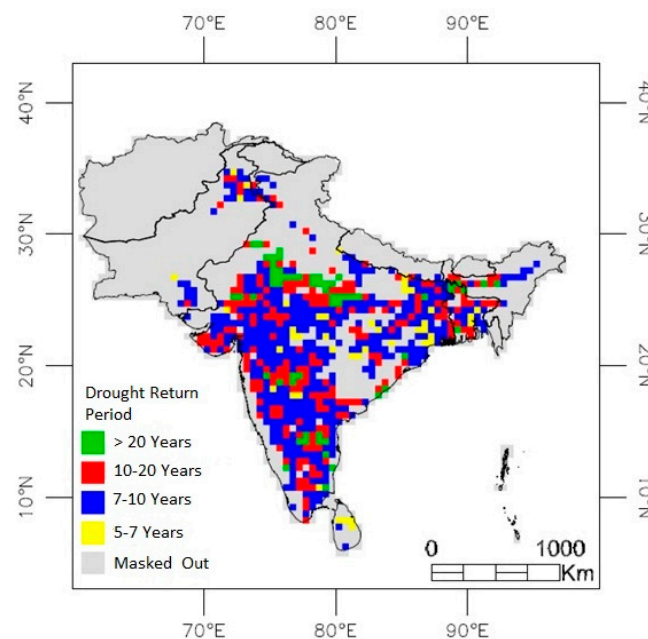 70°E 80°E 90°E
40°N 40°N
30°N 30°N
20°N 20°N
10°N 10°N
Drought Return
Period
> 20 Years
10-20 Years
7-10 Years
5-7 Years
Masked Out
0 1000
Km
70°E 80°E 90°E